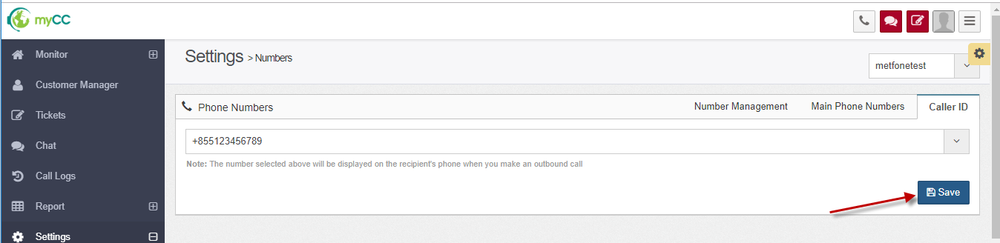 myCC
Monitor
Customer Manager
Tickets
Chat
Call Logs
Report
Settings
Settings > Numbers
metfonetest
Phone Numbers
Number Management
Main Phone Numbers
Caller ID
+855123456789
Note: The number selected above will be displayed on the recipient's phone when you make an outbound call
Save